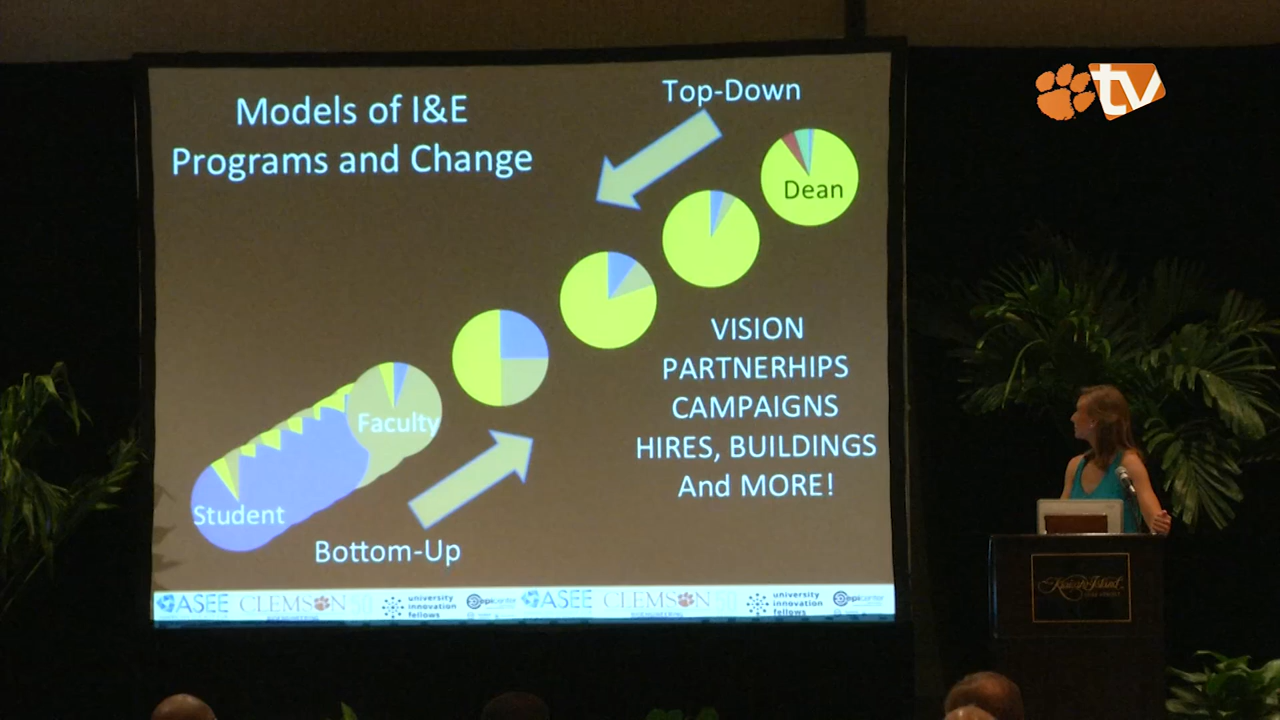 Models of I&E
Programs and Change
Top-Down
Dean
VISION
PARTNERHIPS
CAMPAIGNS
HIRES, BUILDINGS
And MORE!
Faculty
Student
Bottom-Up
ASEE CLEMSON university innovation fellows epicenter ASEE CLEMSON university innovation fellows epicenter
tv